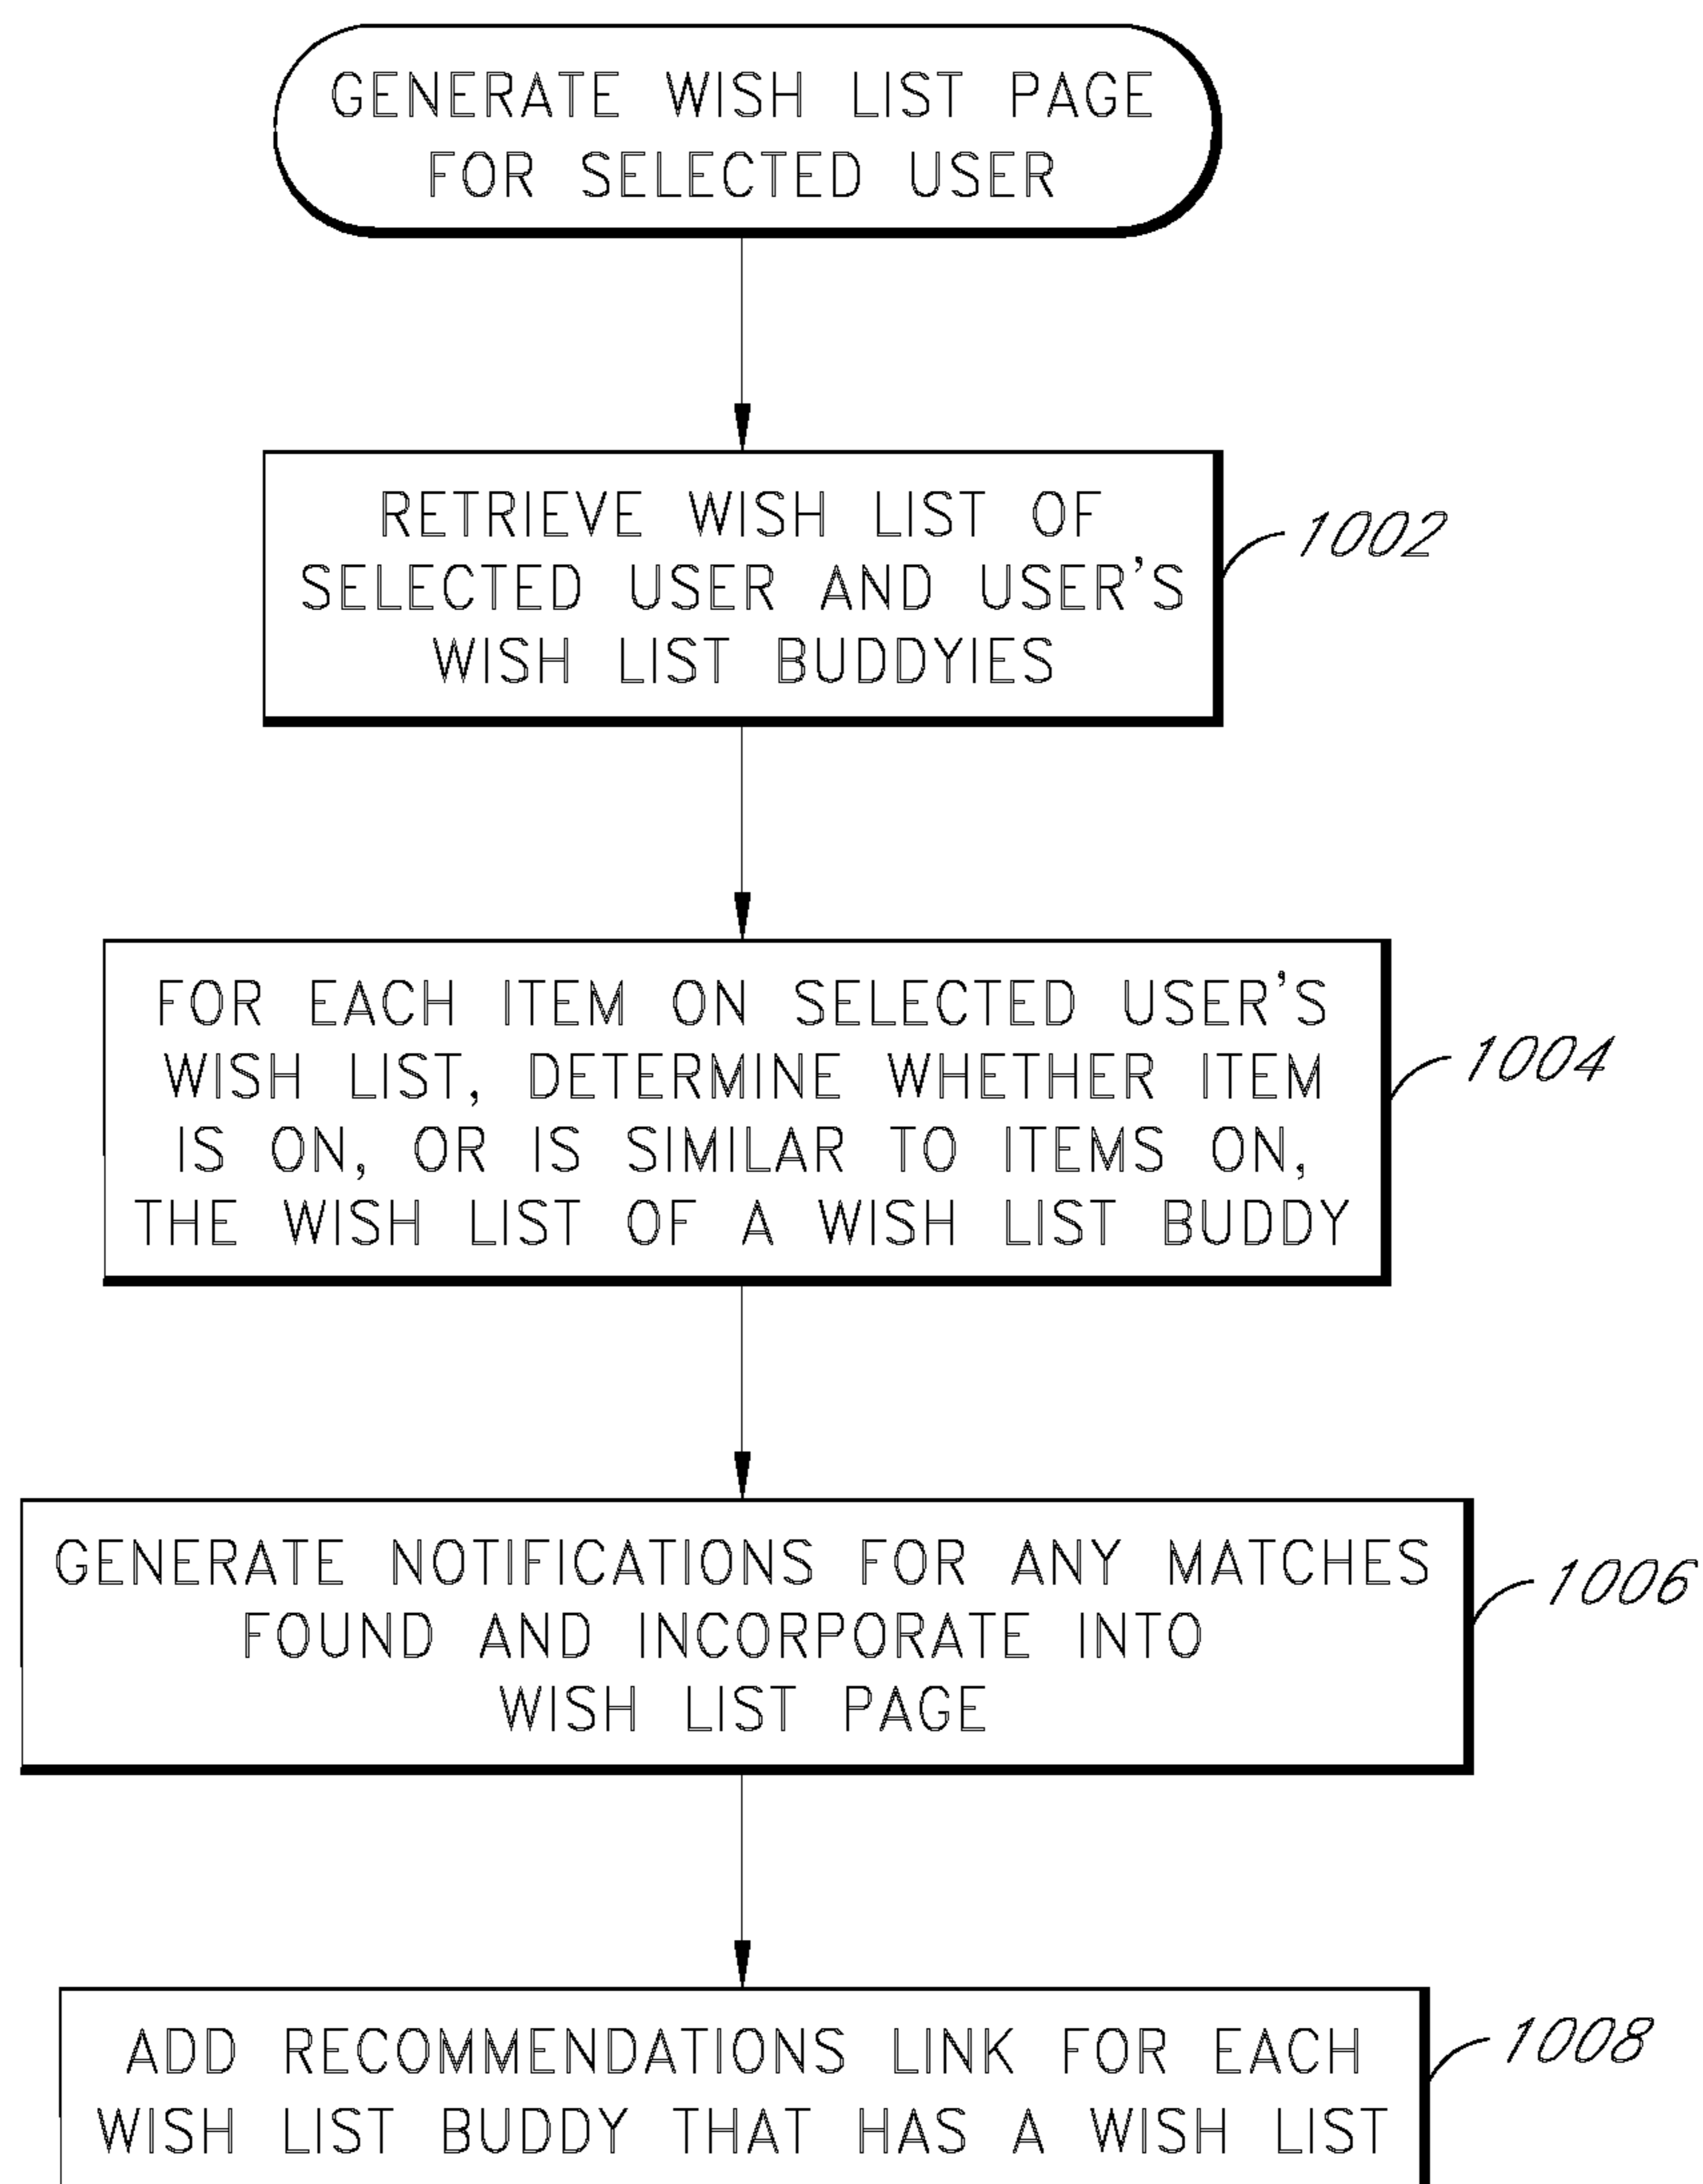 GENERATE WISH LIST PAGE
FOR SELECTED USER
RETRIEVE WISH LIST OF
SELECTED USER AND USER'S
WISH LIST BUDDYIES
1002
FOR EACH ITEM ON SELECTED USER'S
WISH LIST, DETERMINE WHETHER ITEM
IS ON, OR IS SIMILAR TO ITEMS ON,
THE WISH LIST OF A WISH LIST BUDDY
1004
GENERATE NOTIFICATIONS FOR ANY MATCHES
FOUND AND INCORPORATE INTO
WISH LIST PAGE
1006
ADD RECOMMENDATIONS LINK FOR EACH
WISH LIST BUDDY THAT HAS A WISH LIST
1008